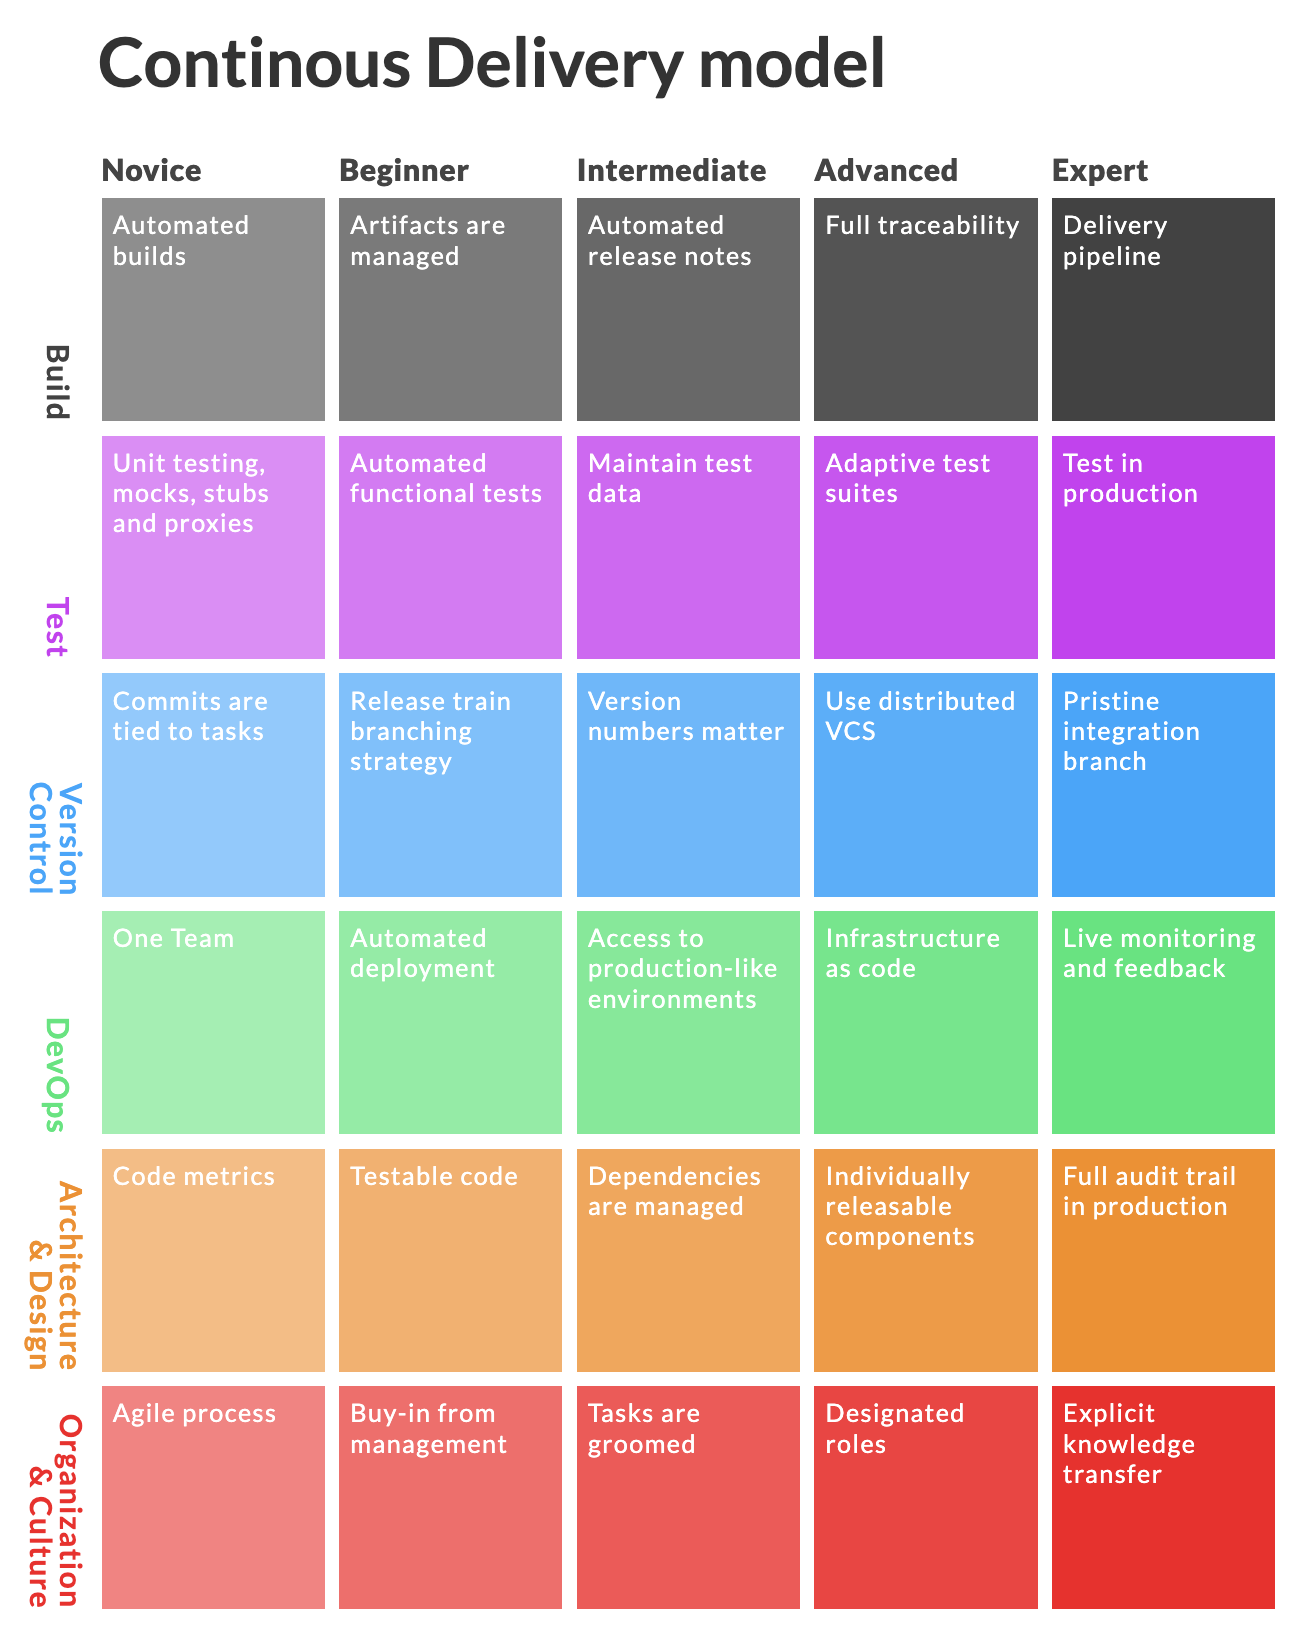 Continous Delivery model
Novice
Beginner
Intermediate
Advanced
Expert
Build
Automated
builds
Artifacts are
managed
Automated
release notes
Full traceability
Delivery
pipeline
Test
Unit testing,
mocks, stubs
and proxies
Automated
functional tests
Maintain test
data
Adaptive test
suites
Test in
production
Version
Control
Commits are
tied to tasks
Release train
branching
strategy
Version
numbers matter
Use distributed
VCS
Pristine
integration
branch
DevOps
One Team
Automated
deployment
Access to
production-like
environments
Infrastructure
as code
Live monitoring
and feedback
Architecture
& Design
Code metrics
Testable code
Dependencies
are managed
Individually
releasable
components
Full audit trail
in production
Organization
& Culture
Agile process
Buy-in from
management
Tasks are
groomed
Designated
roles
Explicit
knowledge
transfer